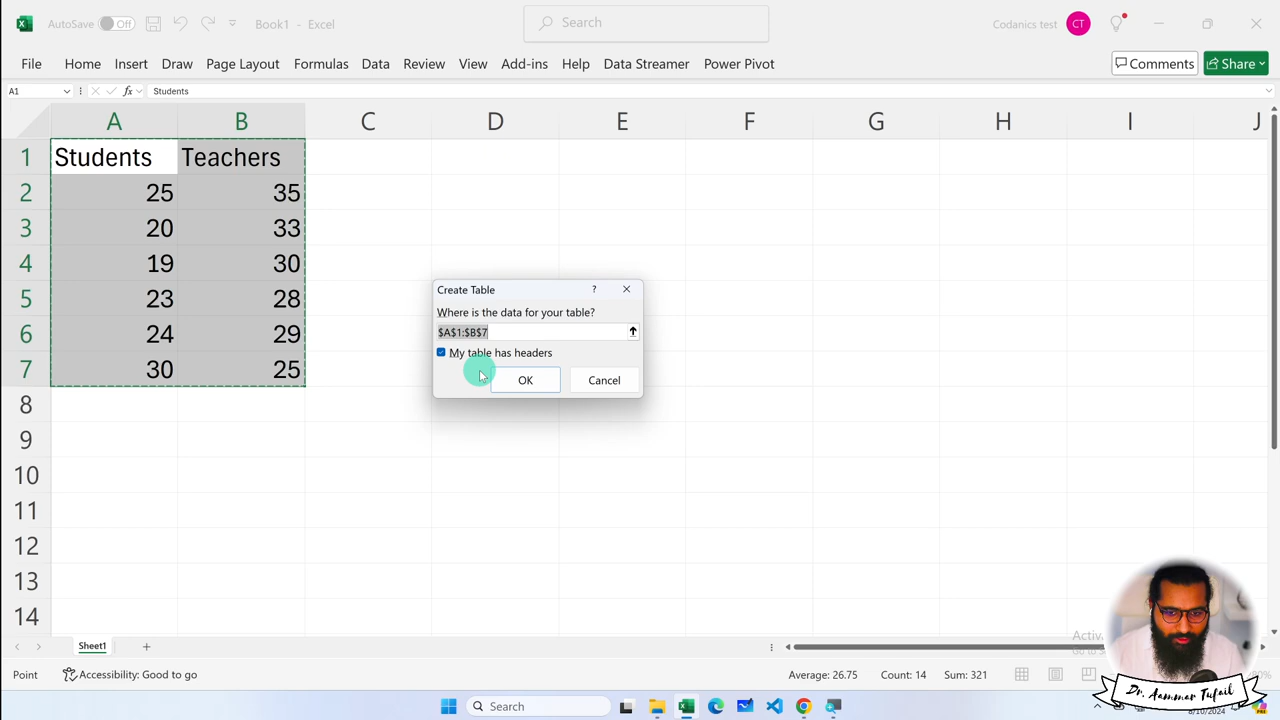 AutoSave Off Book1 - Excel Search Codanics test CT
File Home Insert Draw Page Layout Formulas Data Review View Add-ins Help Data Streamer Power Pivot Comments Share
A1 fx Students
A B C D E F G H I J
1 Students Teachers
2 25 35
3 20 33
4 19 30
5 23 28
6 24 29
7 30 25
8
9
10
11
12
13
14
Create Table ?
Where is the data for your table?
$A$1:$B$7
My table has headers
OK Cancel
Sheet1
Point Accessibility: Good to go Average: 26.75 Count: 14 Sum: 321
Search
Dr. Aammar Tufail
8/10/2024